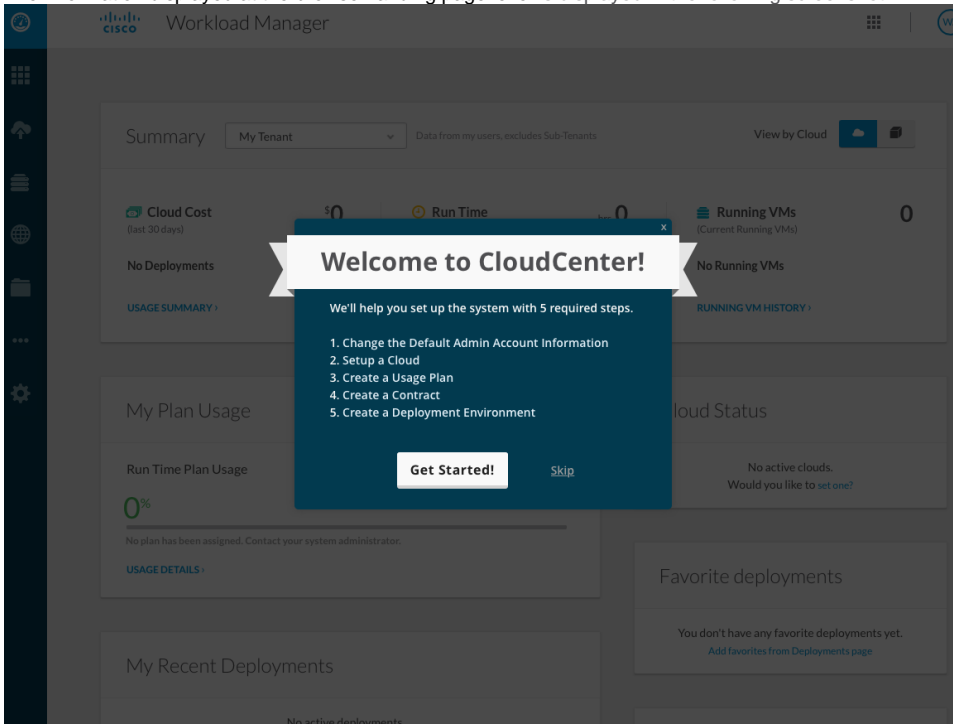 CISCO Workload Manager
Summary My Tenant Data from my users, excludes Sub-Tenants View by Cloud
Cloud Cost $0 Run Time 0 Running VMs 0
(last 30 days) (Current Running VMs)
No Deployments No Running VMs
USAGE SUMMARY › RUNNING VM HISTORY ›
x
Welcome to CloudCenter!
We'll help you set up the system with 5 required steps.
1. Change the Default Admin Account Information
2. Setup a Cloud
3. Create a Usage Plan
4. Create a Contract
5. Create a Deployment Environment
Get Started! Skip
My Plan Usage
Run Time Plan Usage
0%
No plan has been assigned. Contact your system administrator.
USAGE DETAILS ›
loud Status
No active clouds.
Would you like to set one?
Favorite deployments
You don't have any favorite deployments yet.
Add favorites from Deployments page
My Recent Deployments
No active deployments